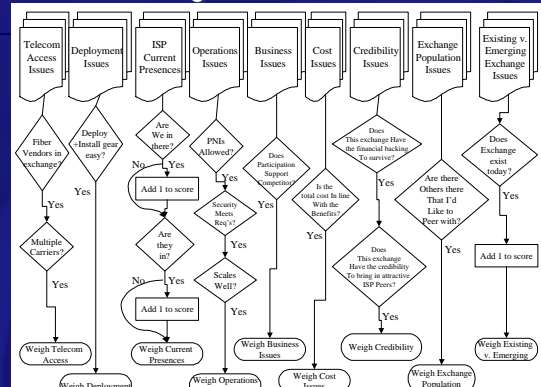 Telecom
Access
Issues
Deployment
Issues
ISP
Current
Presences
Operations
Issues
Business
Issues
Cost
Issues
Credibility
Issues
Exchange
Population
Issues
Existing v.
Emerging
Exchange
Issues
Fiber
Vendors in
exchange?
Yes
Multiple
Carriers?
Yes
Weigh Telecom
Access
Deploy
+Install gear
easy?
Yes
Weigh Deployment
Are
We in
there?
No
Yes
Add 1 to score
Are
they
in?
No
Yes
Add 1 to score
Weigh Current
Presences
PNIs
Allowed?
Yes
Security
Meets
Req's?
Yes
Scales
Well?
Yes
Weigh Operations
Does
Participation
Support
Competitor?
Yes
Weigh Business
Issues
Is the
total cost In line
With the
Benefits?
Yes
Weigh Cost
Issues
Does
This exchange Have
the financial backing
To survive?
Yes
Does
This exchange
Have the credibility
To bring in attractive
ISP Peers?
Yes
Weigh Credibility
Are there
Others there
That I'd
Like to
Peer with?
Yes
Weigh Exchange
Population
Does
Exchange
exist
today?
Yes
Add 1 to score
Yes
Weigh Existing
v. Emerging